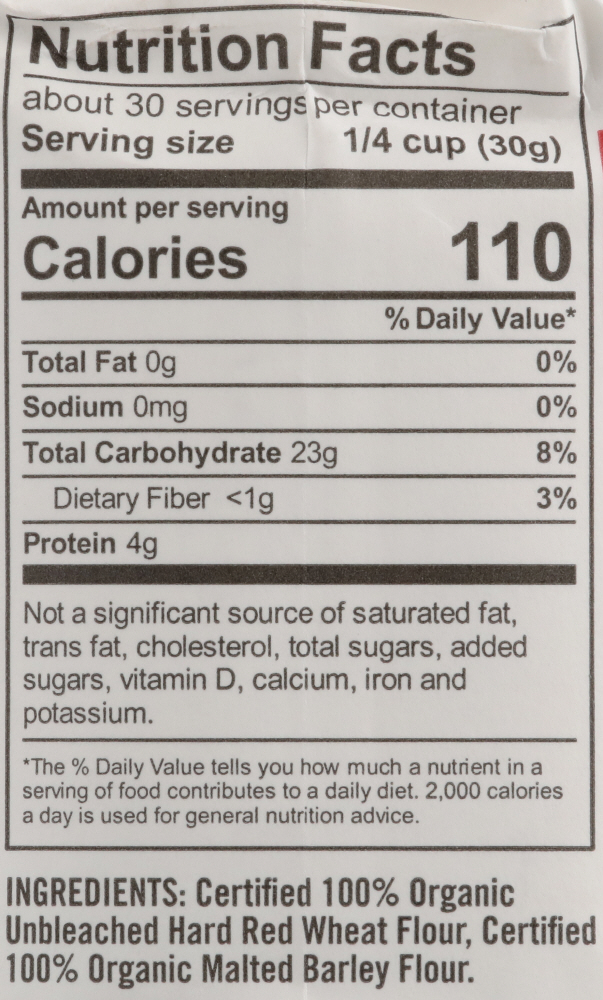 Nutrition Facts
about 30 servings per container
Serving size 1/4 cup (30g)
Amount per serving
Calories 110
% Daily Value*
Total Fat 0g 0%
Sodium 0mg 0%
Total Carbohydrate 23g 8%
Dietary Fiber <1g 3%
Protein 4g
Not a significant source of saturated fat,
trans fat, cholesterol, total sugars, added
sugars, vitamin D, calcium, iron and
potassium.
*The % Daily Value tells you how much a nutrient in a
serving of food contributes to a daily diet. 2,000 calories
a day is used for general nutrition advice.
INGREDIENTS: Certified 100% Organic
Unbleached Hard Red Wheat Flour, Certified
100% Organic Malted Barley Flour.